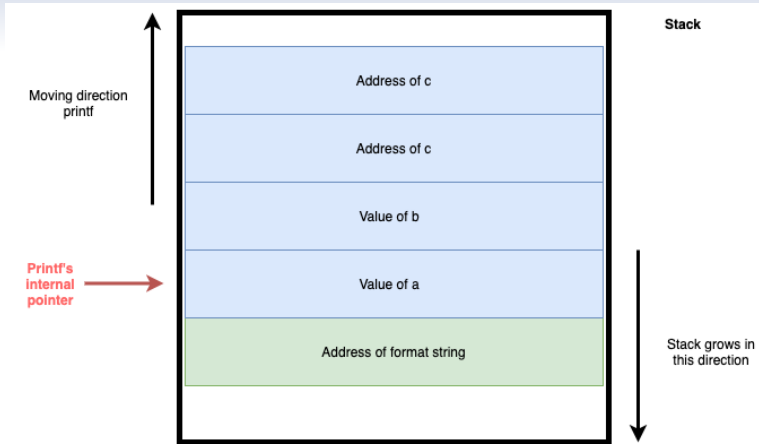 Stack
Address of c
Moving direction
printf
Address of c
Value of b
Printf's
internal
pointer
Value of a
Address of format string
Stack grows in
this direction